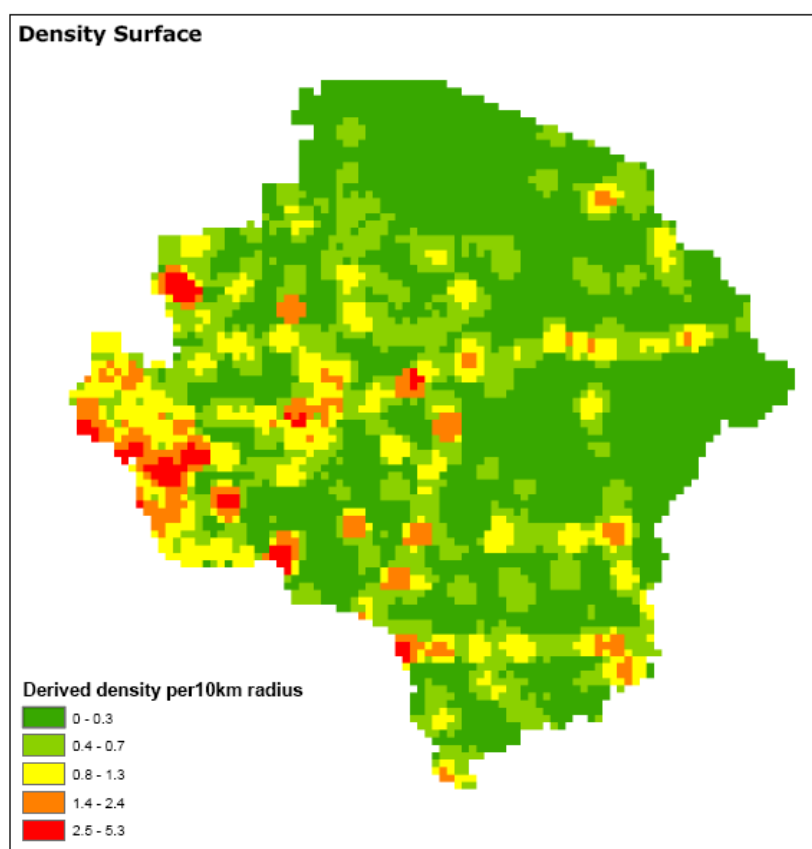 Density Surface
Derived density per10km radius
0 - 0.3
0.4 - 0.7
0.8 - 1.3
1.4 - 2.4
2.5 - 5.3